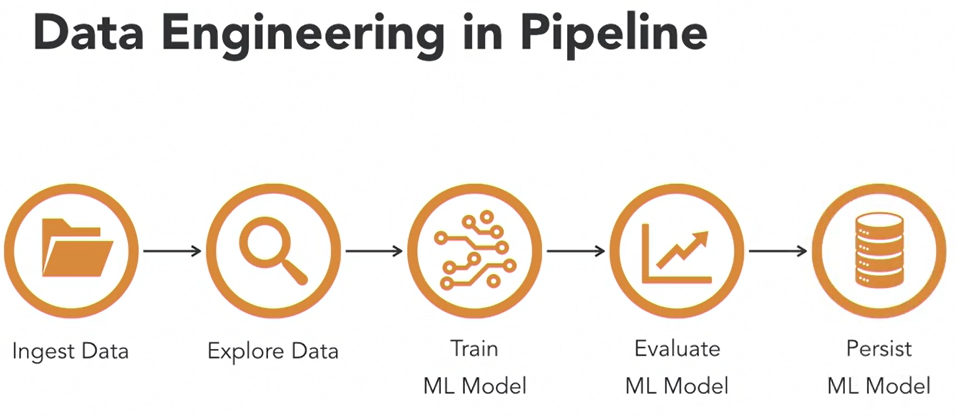 Data Engineering in Pipeline
Ingest Data
Explore Data
Train
ML Model
Evaluate
ML Model
Persist
ML Model